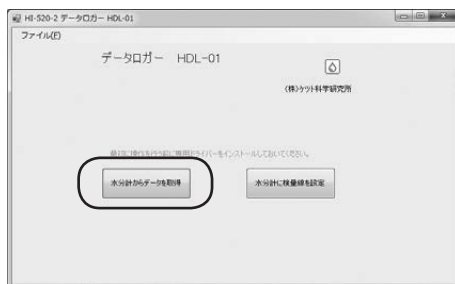 HI-520-2 データロガー HDL-01
ファイル(F)
データロガー HDL-01
(株)ケツト科学研究所
最初に操作を行う前に専用ドライバーをインストールしておいてください。
水分計からデータを取得
水分計に検量線を設定